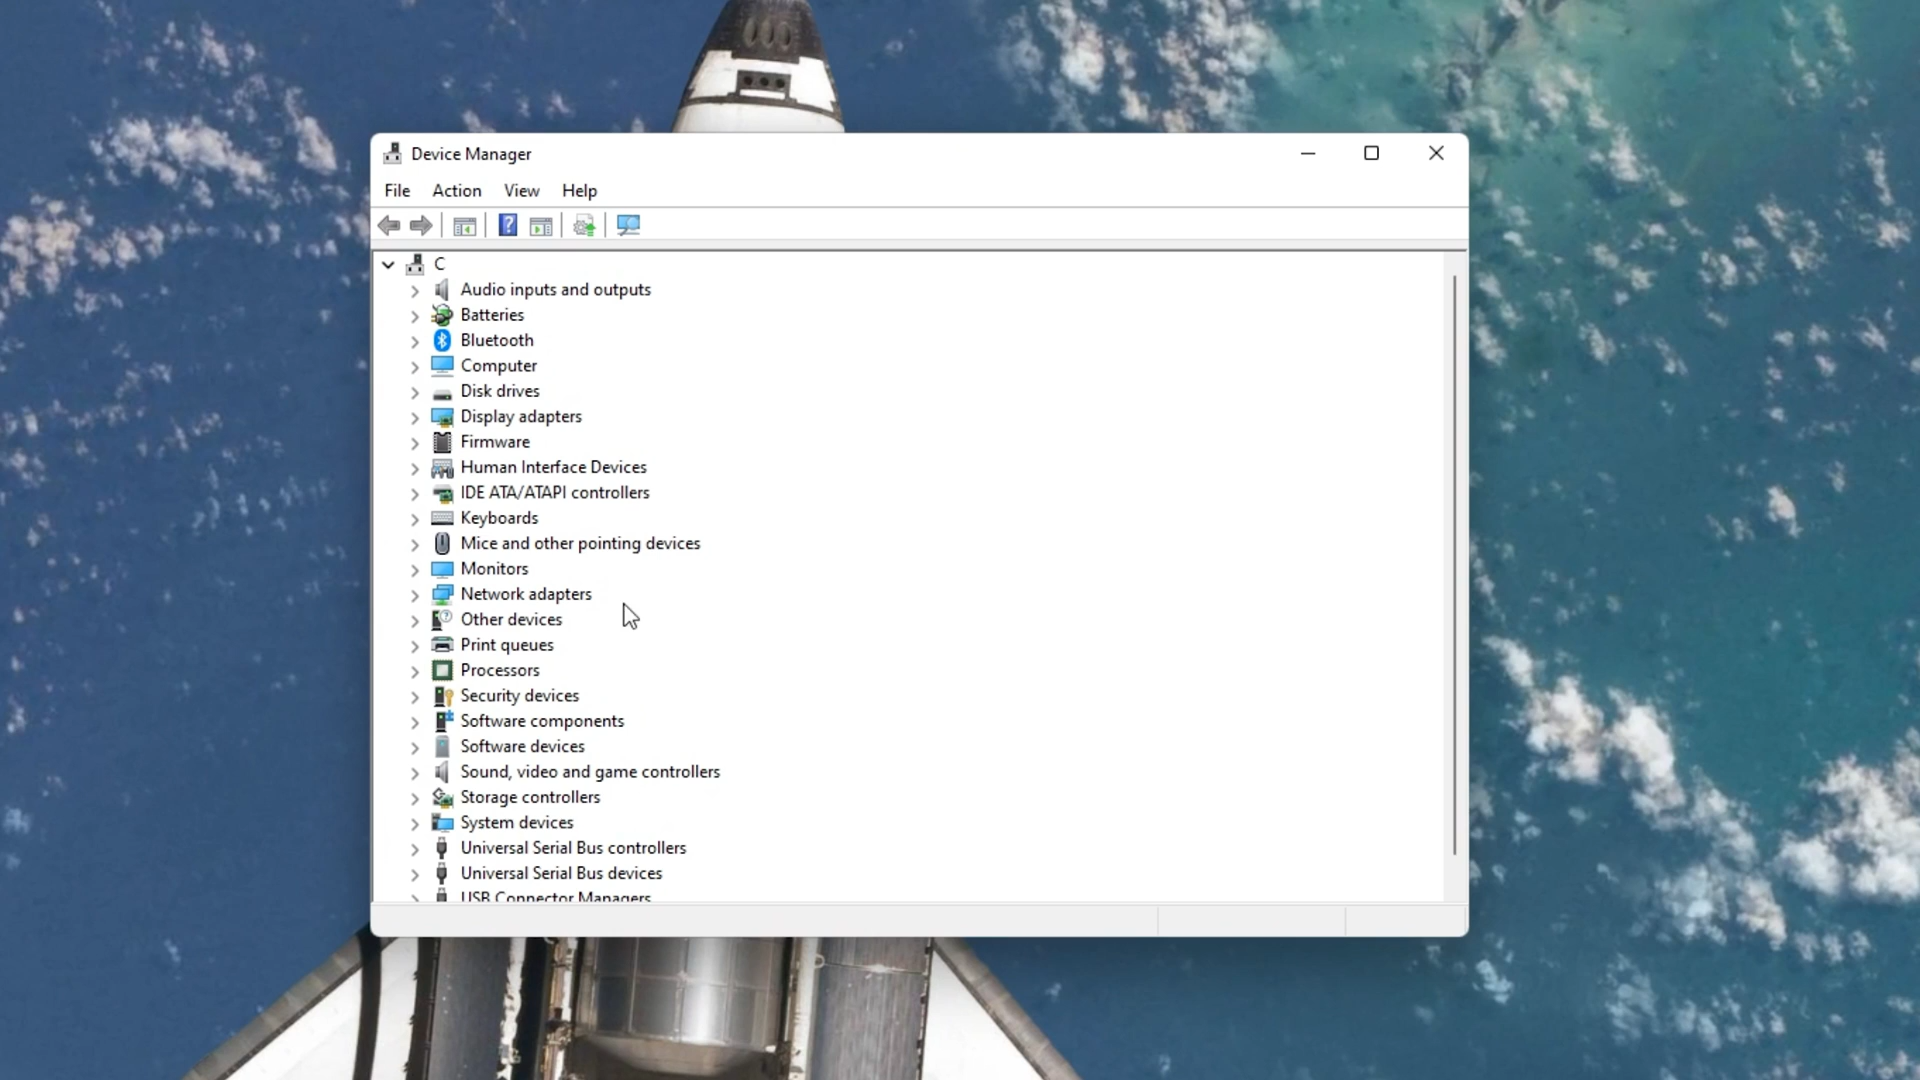 Device Manager
File Action View Help
C
Audio inputs and outputs
Batteries
Bluetooth
Computer
Disk drives
Display adapters
Firmware
Human Interface Devices
IDE ATA/ATAPI controllers
Keyboards
Mice and other pointing devices
Monitors
Network adapters
Other devices
Print queues
Processors
Security devices
Software components
Software devices
Sound, video and game controllers
Storage controllers
System devices
Universal Serial Bus controllers
Universal Serial Bus devices
USB Connector Managers